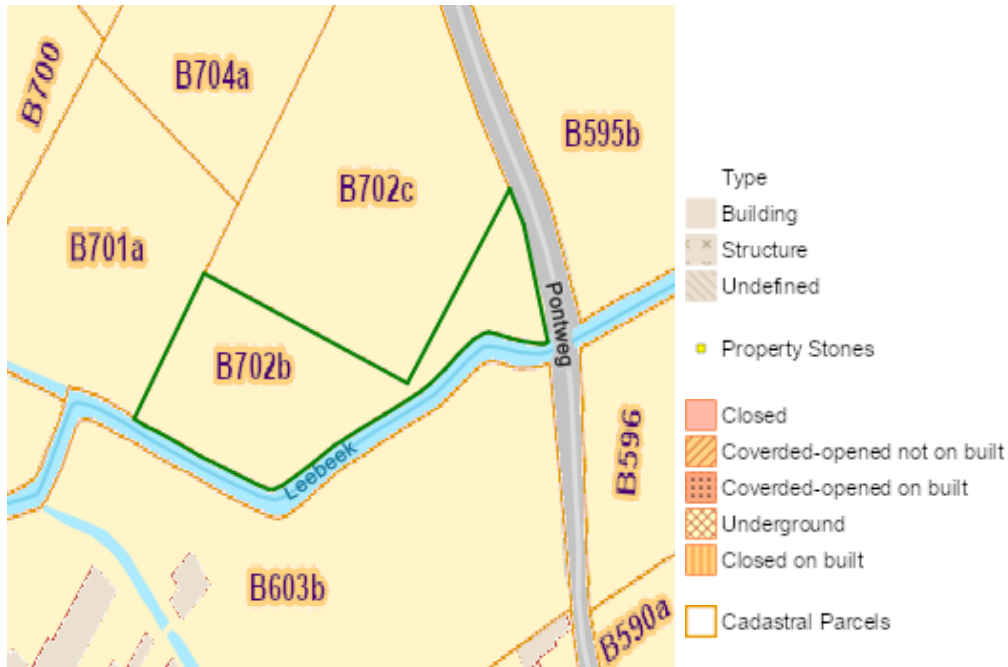 B700
B704a
B595b
B702c
B701a
Pontweg
B702b
Leebeek
B596
B603b
B590a
Type
Building
Structure
Undefined
Property Stones
Closed
Coverded-opened not on built
Coverded-opened on built
Underground
Closed on built
Cadastral Parcels